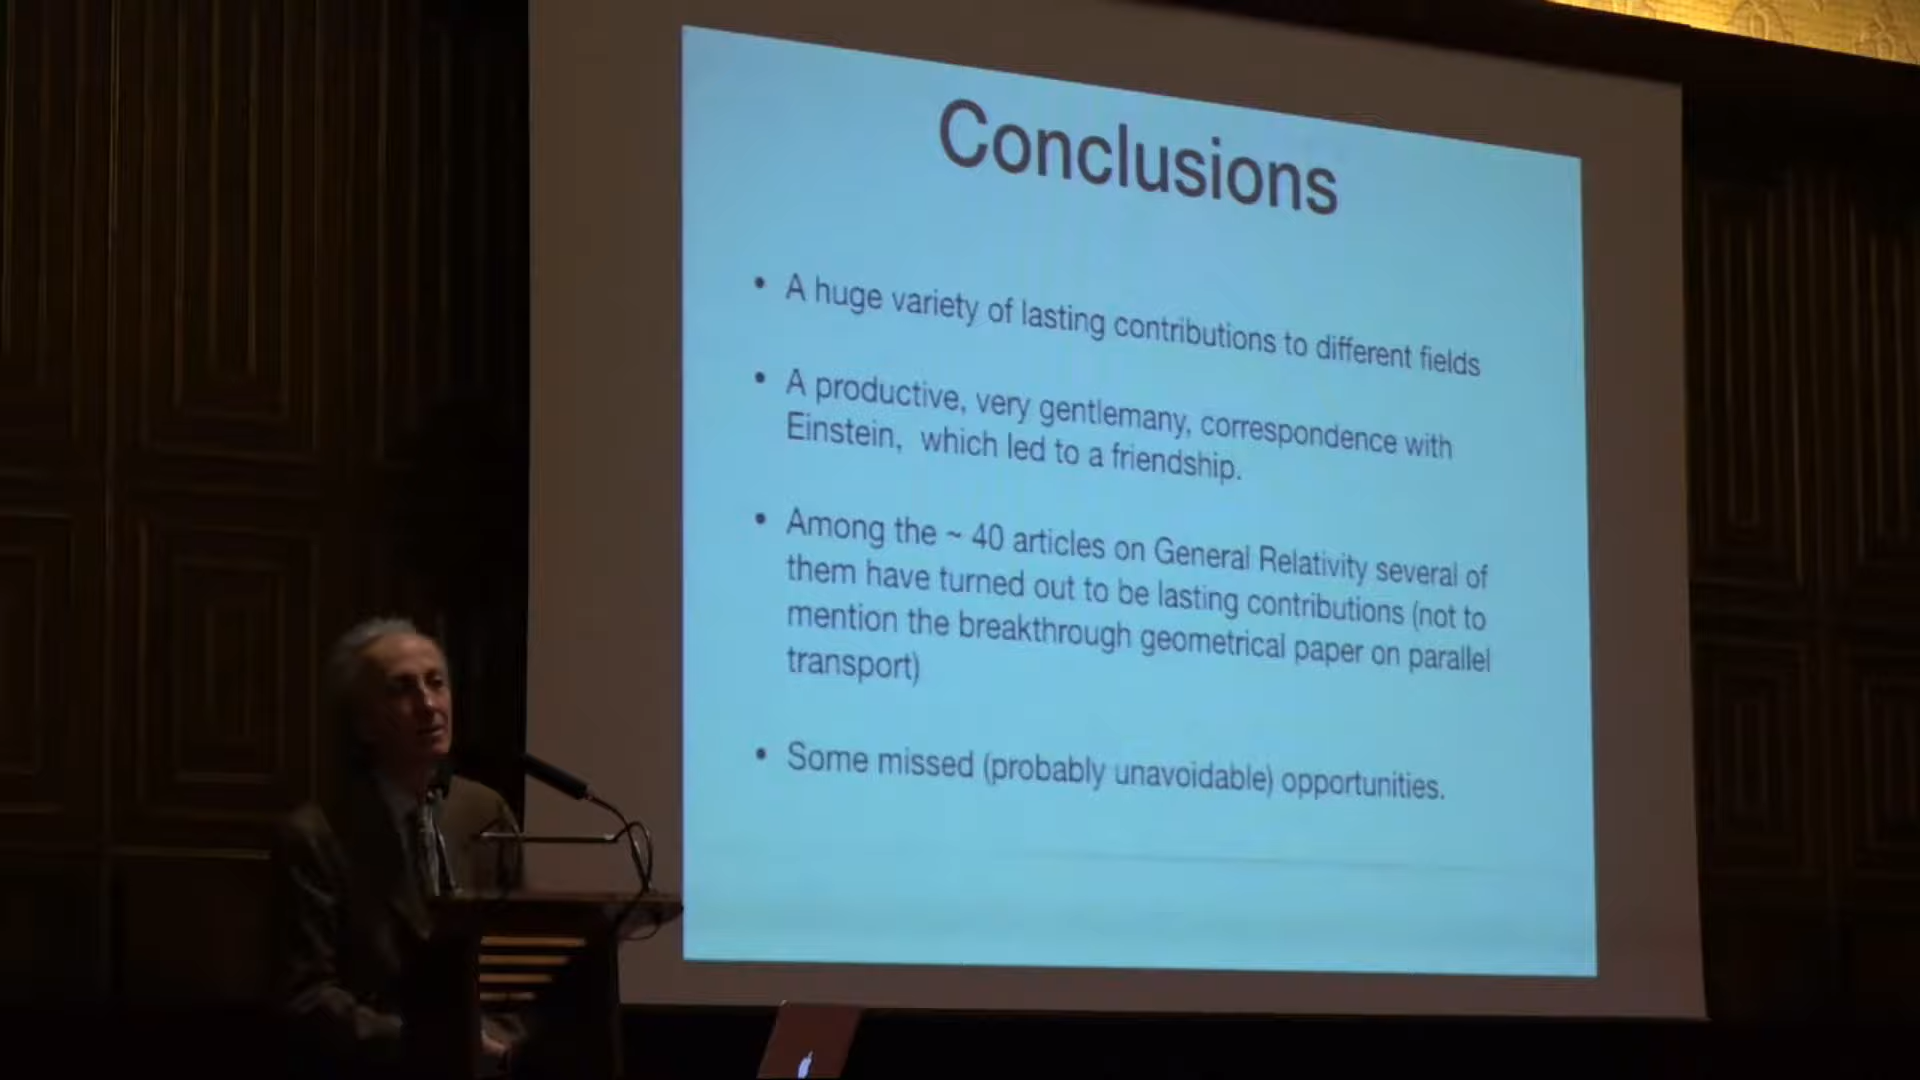 Conclusions
• A huge variety of lasting contributions to different fields
• A productive, very gentlemany, correspondence with
Einstein, which led to a friendship.
• Among the ~ 40 articles on General Relativity several of
them have turned out to be lasting contributions (not to
mention the breakthrough geometrical paper on parallel
transport)
• Some missed (probably unavoidable) opportunities.